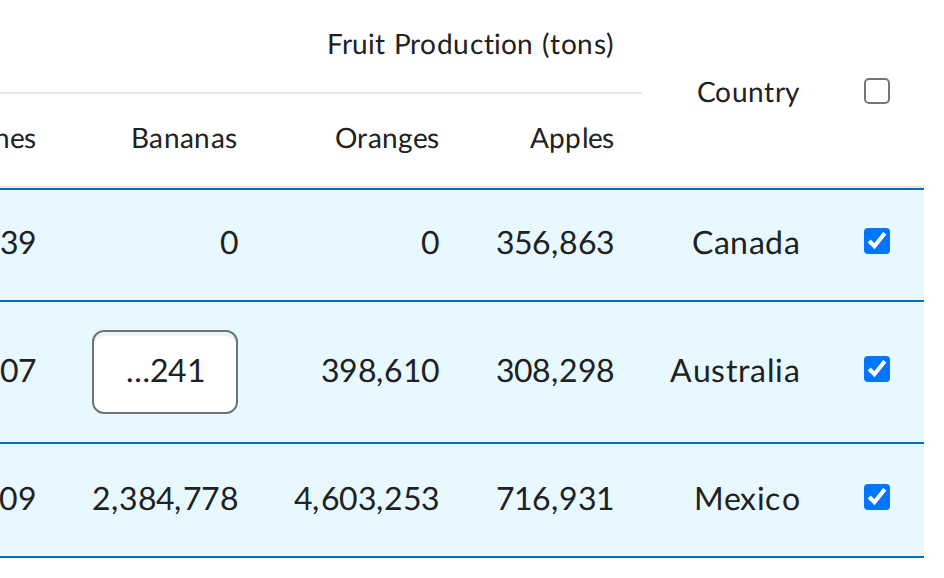 Fruit Production (tons)
Country
nes Bananas Oranges Apples
39 0 0 356,863 Canada
07 ...241 398,610 308,298 Australia
09 2,384,778 4,603,253 716,931 Mexico